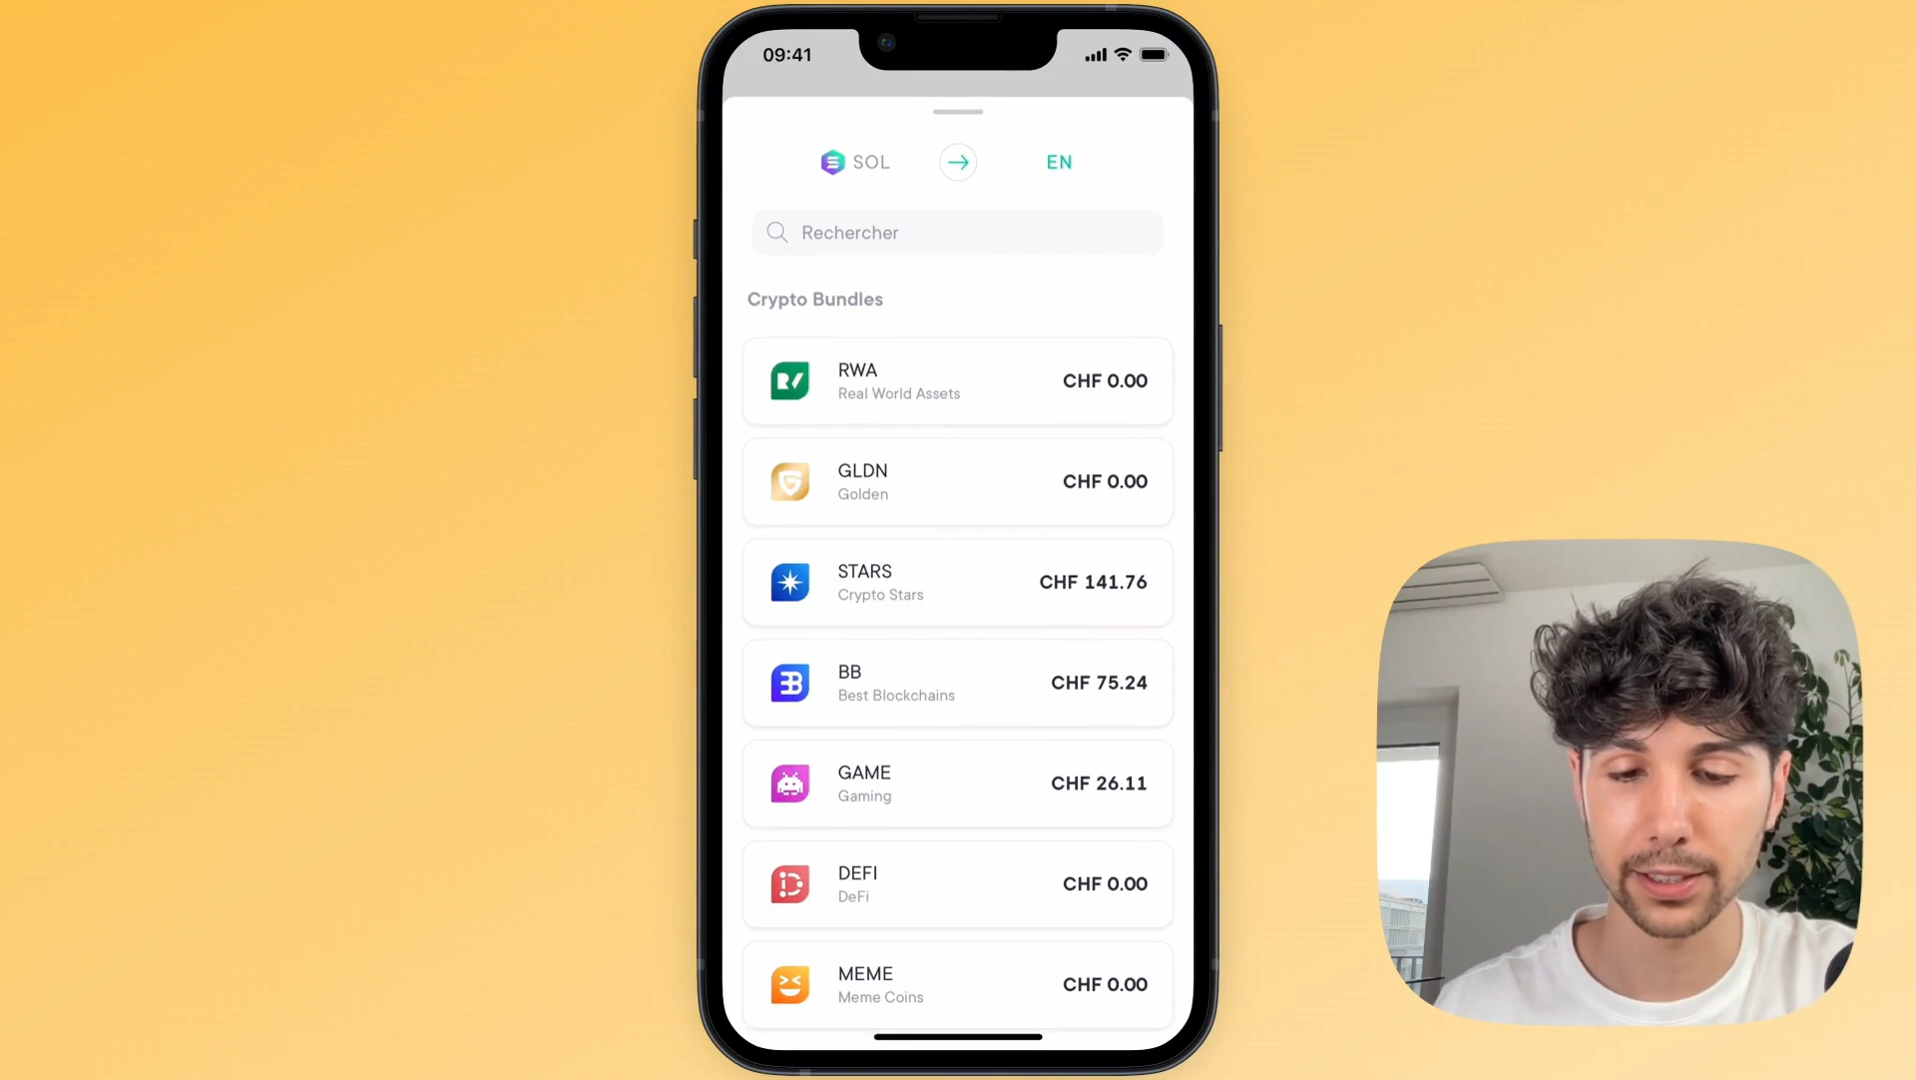 09:41
SOL
EN
Rechercher
Crypto Bundles
RWA
Real World Assets
CHF 0.00
GLDN
Golden
CHF 0.00
STARS
Crypto Stars
CHF 141.76
BB
Best Blockchains
CHF 75.24
GAME
Gaming
CHF 26.11
DEFI
DeFi
CHF 0.00
MEME
Meme Coins
CHF 0.00